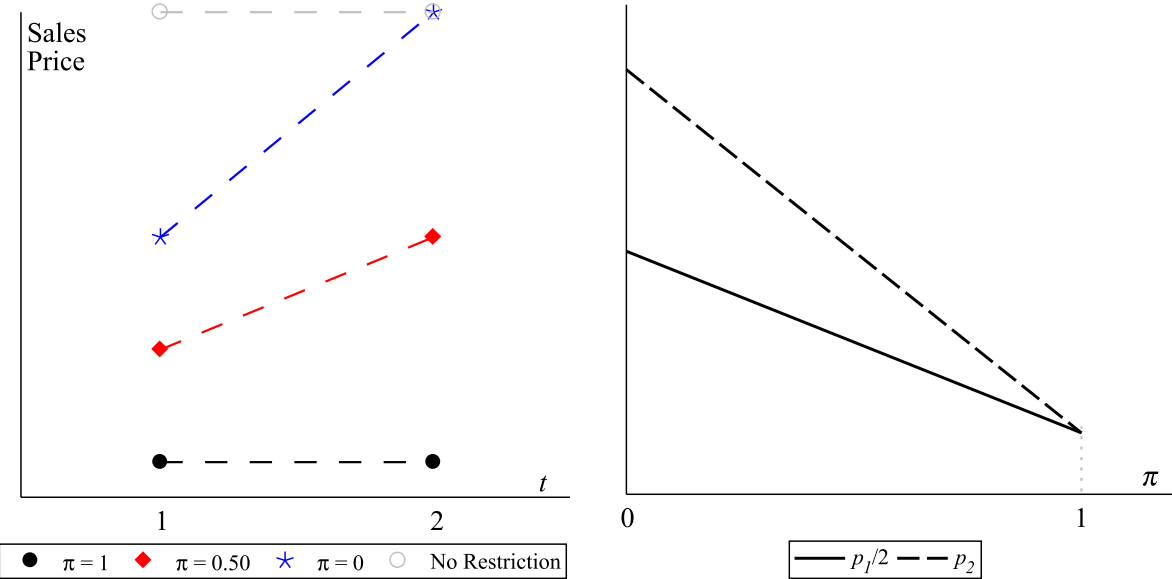 Sales
Price
t
1
2
π = 1
π = 0.50
π = 0
No Restriction
π
0
1
p₁/2
p₂